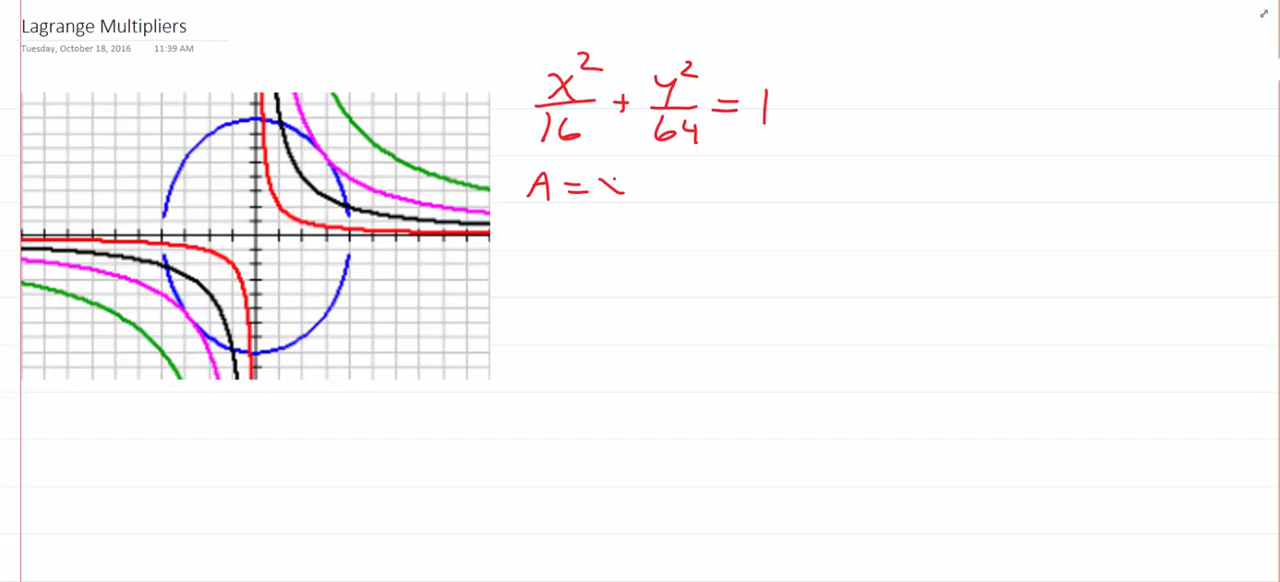 Lagrange Multipliers
Tuesday, October 18, 2016 11:39 AM
x²/16 + y²/64 = 1
A =